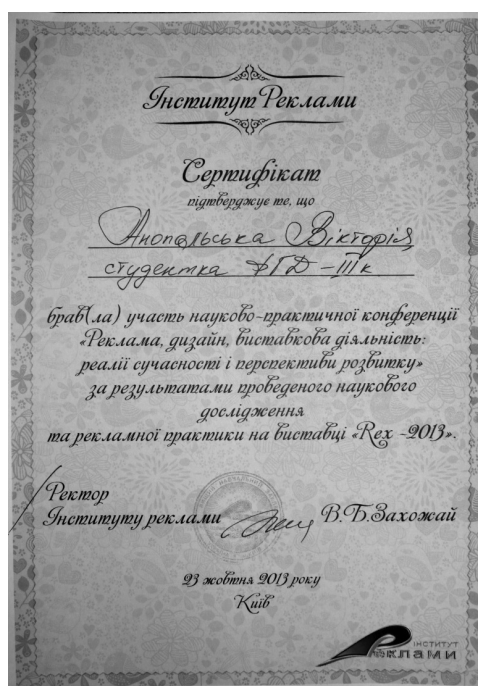 Інститут Реклами
Сертифікат
підтверджує те, що
Анопольська Вікторія
студентка ФГД-ІІІк
брав(ла) участь науково-практичної конференції
«Реклама, дизайн, виставкова діяльність:
реалії сучасності і перспективи розвитку»
за результатами проведеного наукового
дослідження
та рекламної практики на виставці «Rex -2013».
Ректор
Інституту реклами
В.Б.Захожай
23 жовтня 2013 року
Київ
ІНСТИТУТ
РЕКЛАМИ